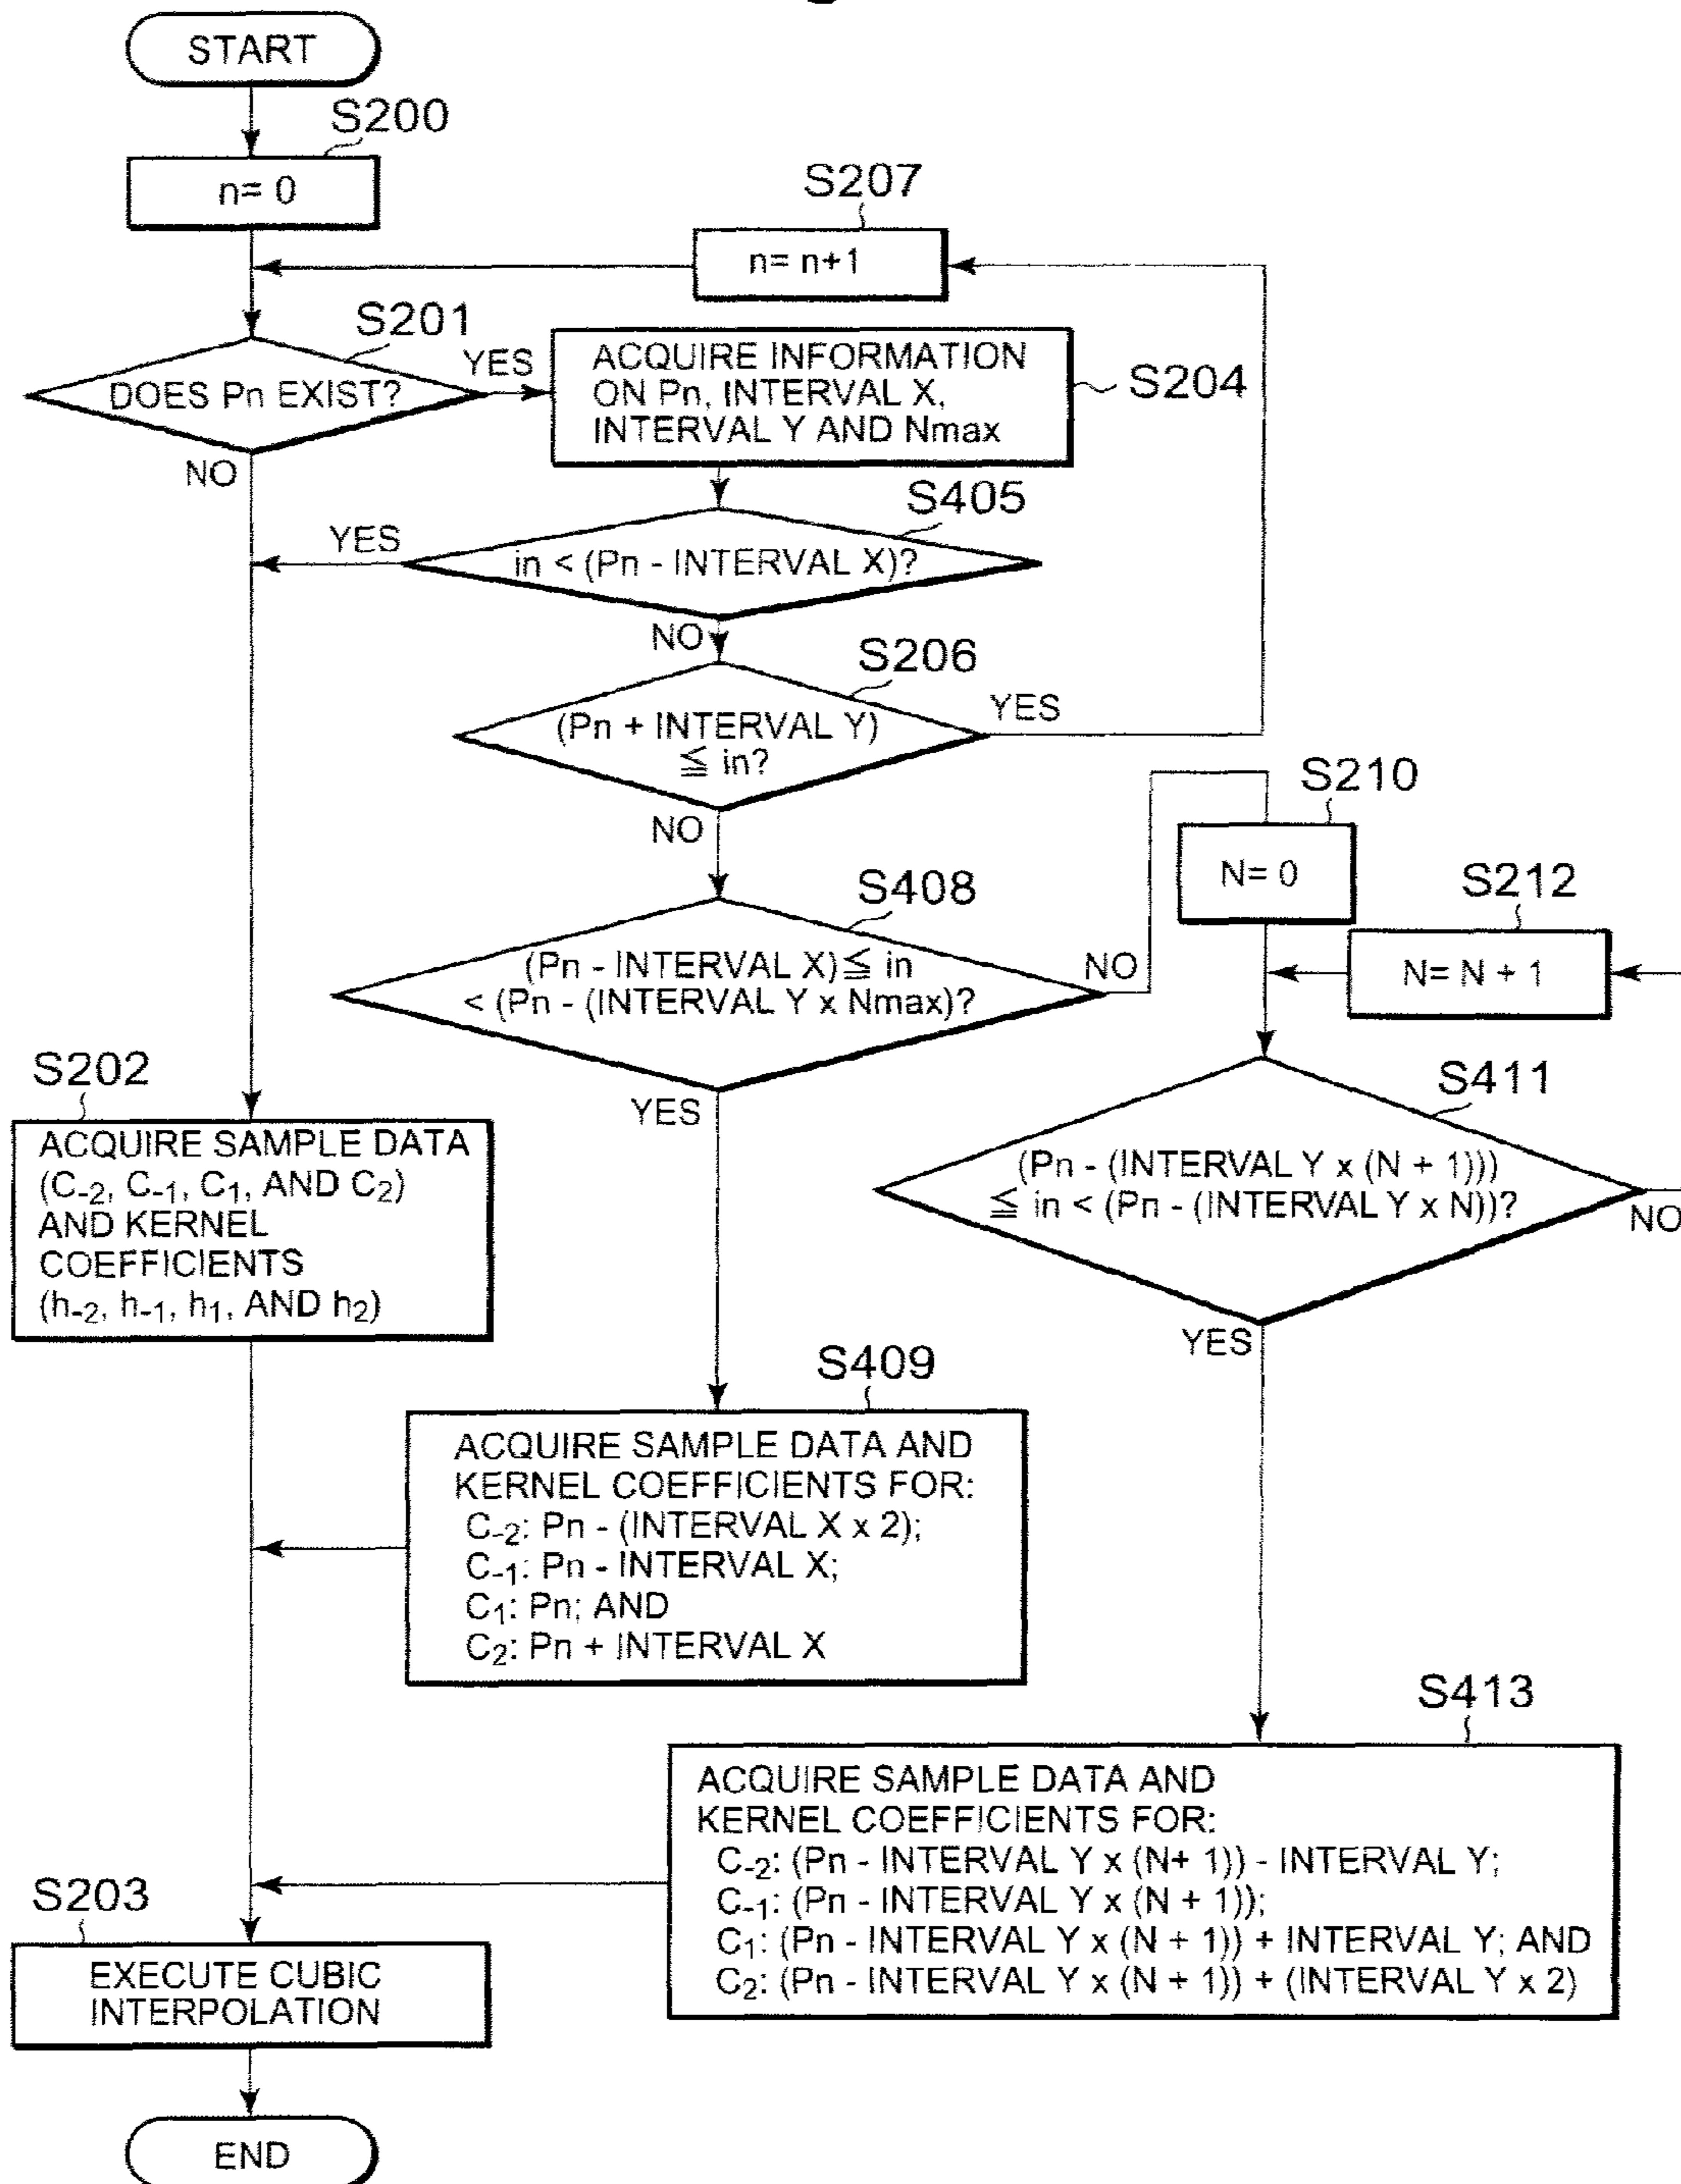 START
S200
n= 0
S207
n= n+1
S201
DOES Pn EXIST?
YES
NO
ACQUIRE INFORMATION
ON Pn, INTERVAL X,
INTERVAL Y AND Nmax
S204
S405
in < (Pn - INTERVAL X)?
YES
NO
S206
(Pn + INTERVAL Y)
≦ in?
YES
NO
S210
N= 0
S212
N= N + 1
S408
(Pn - INTERVAL X)≦ in
< (Pn - (INTERVAL Y x Nmax)?
NO
YES
S411
(Pn - (INTERVAL Y x (N + 1)))
≦ in < (Pn - (INTERVAL Y x N))?
NO
YES
S202
ACQUIRE SAMPLE DATA
(C-2, C-1, C1, AND C2)
AND KERNEL
COEFFICIENTS
(h-2, h-1, h1, AND h2)
S409
ACQUIRE SAMPLE DATA AND
KERNEL COEFFICIENTS FOR:
C-2: Pn - (INTERVAL X x 2);
C-1: Pn - INTERVAL X;
C1: Pn; AND
C2: Pn + INTERVAL X
S413
ACQUIRE SAMPLE DATA AND
KERNEL COEFFICIENTS FOR:
C-2: (Pn - INTERVAL Y x (N+ 1)) - INTERVAL Y;
C-1: (Pn - INTERVAL Y x (N + 1));
C1: (Pn - INTERVAL Y x (N + 1)) + INTERVAL Y; AND
C2: (Pn - INTERVAL Y x (N + 1)) + (INTERVAL Y x 2)
S203
EXECUTE CUBIC
INTERPOLATION
END